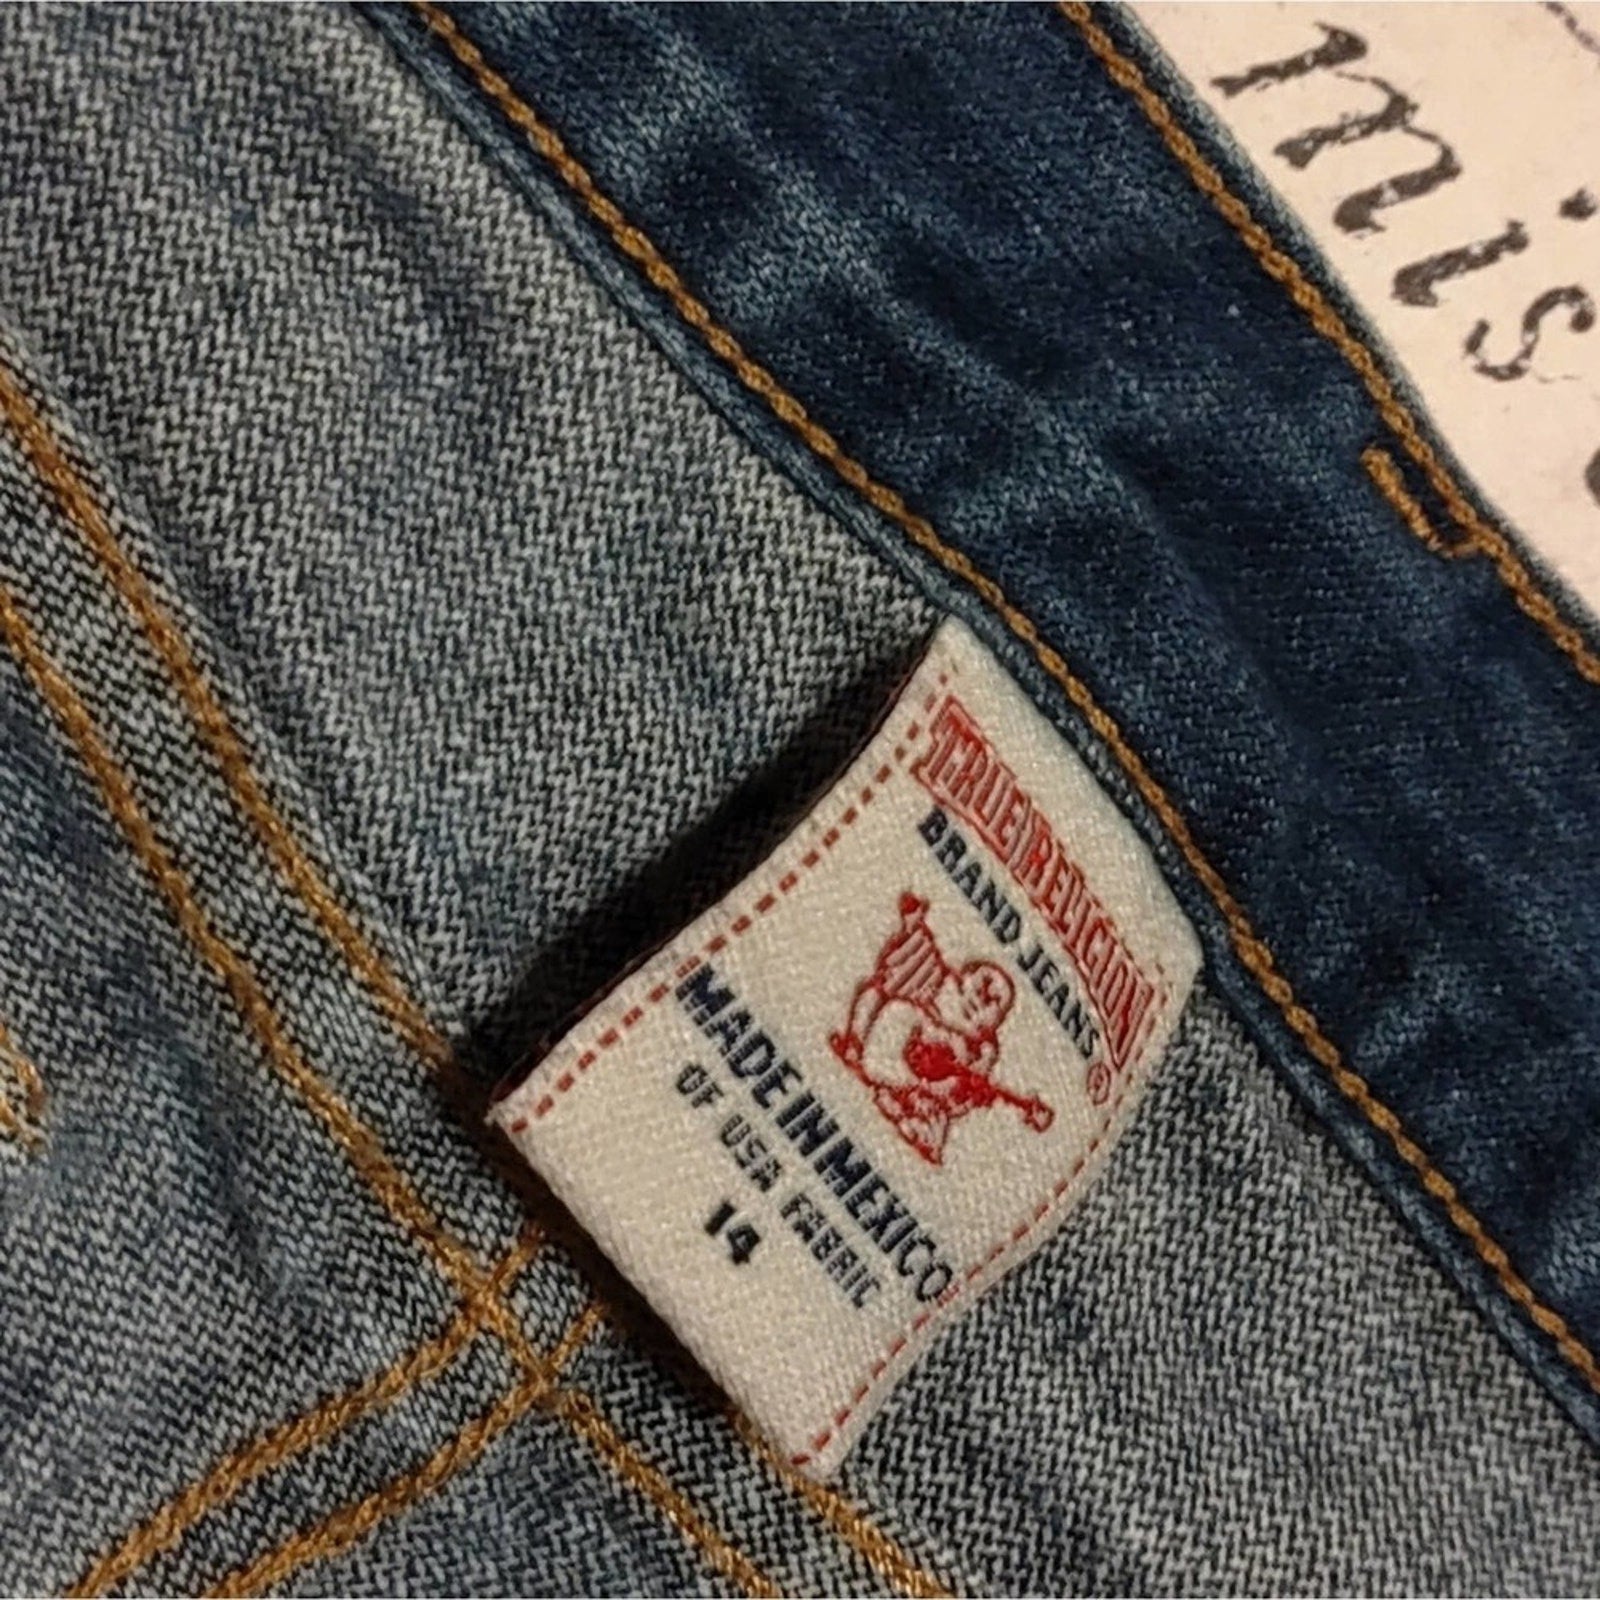 mis
TRUE RELIGION
BRAND JEANS ®
MADE IN MEXICO
OF USA FABRIC
14